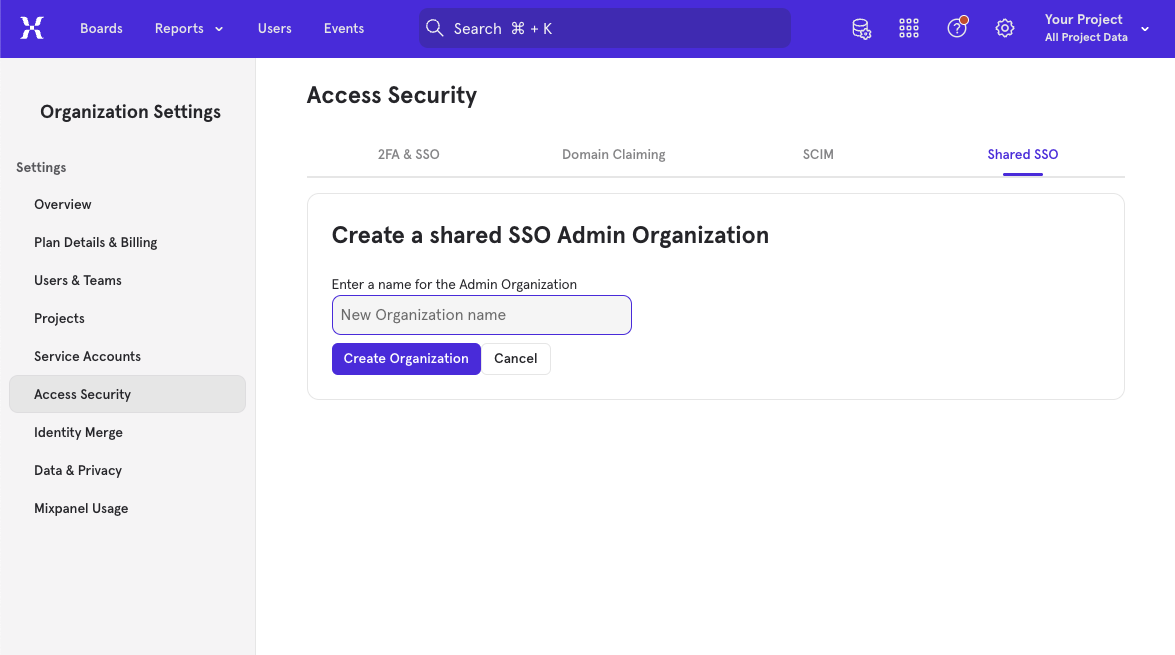 Boards
Reports
Users
Events
Search ⌘ + K
Your Project
All Project Data
Organization Settings
Settings
Overview
Plan Details & Billing
Users & Teams
Projects
Service Accounts
Access Security
Identity Merge
Data & Privacy
Mixpanel Usage
Access Security
2FA & SSO
Domain Claiming
SCIM
Shared SSO
Create a shared SSO Admin Organization
Enter a name for the Admin Organization
New Organization name
Create Organization
Cancel